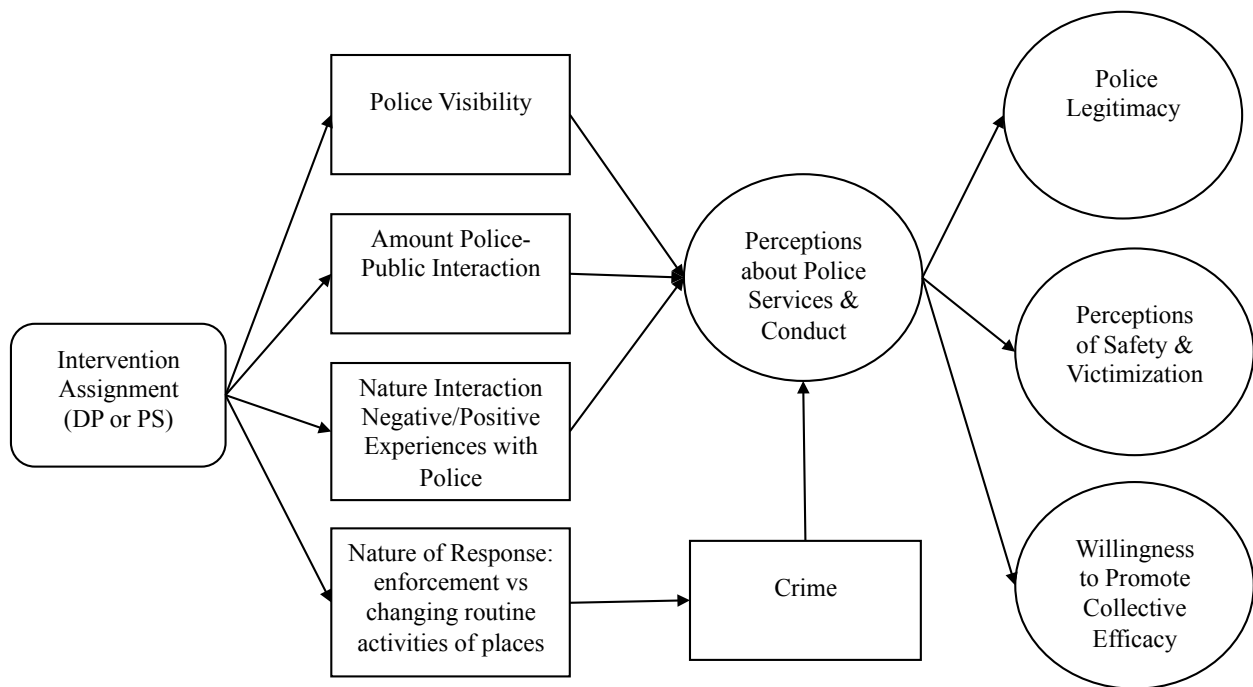 Intervention
Assignment
(DP or PS)
Police Visibility
Amount Police-
Public Interaction
Nature Interaction
Negative/Positive
Experiences with
Police
Nature of Response:
enforcement vs
changing routine
activities of places
Crime
Perceptions
about Police
Services &
Conduct
Police
Legitimacy
Perceptions
of Safety &
Victimization
Willingness
to Promote
Collective
Efficacy